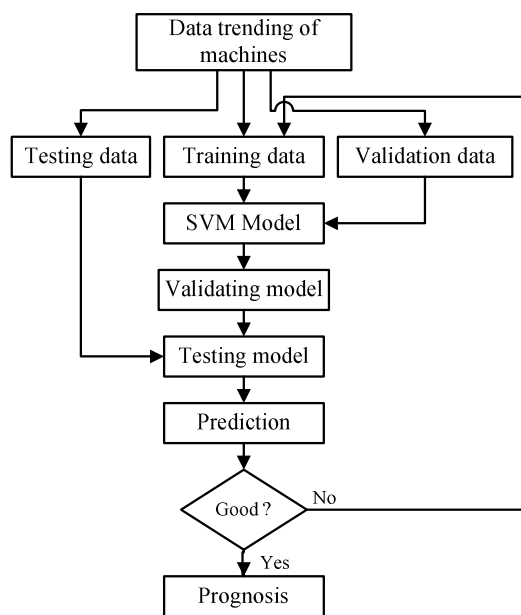 Data trending of
machines
Testing data
Training data
Validation data
SVM Model
Validating model
Testing model
Prediction
Good ?
No
Yes
Prognosis